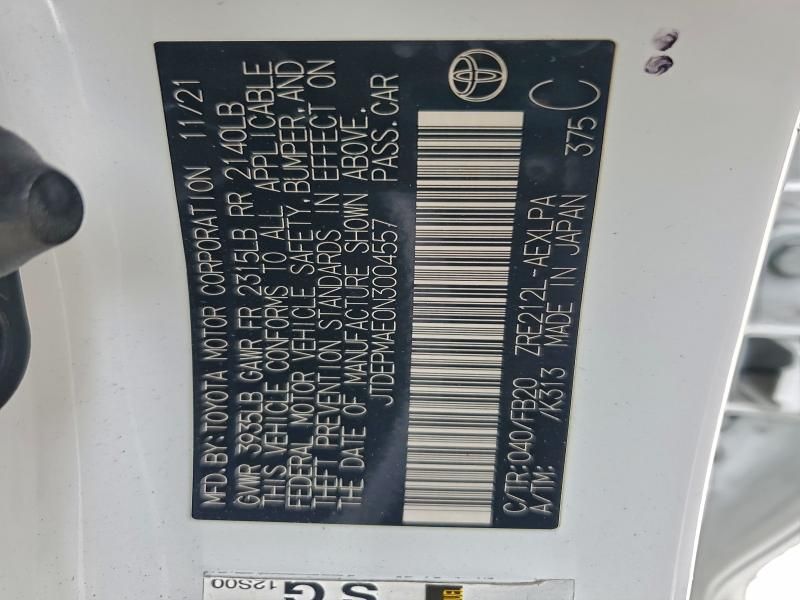 MFD.BY:TOYOTA MOTOR CORPORATION 11/21
GVWR 3935LB GAWR FR 2315LB RR 2140LB
THIS VEHICLE CONFORMS TO ALL APPLICABLE
FEDERAL MOTOR VEHICLE SAFETY, BUMPER, AND
THEFT PREVENTION STANDARDS IN EFFECT ON
THE DATE OF MANUFACTURE SHOWN ABOVE.
JTDEPMAE0N3004557 PASS.CAR
C/TR:040/FB20 ZRE212L-AEXLPA 375 C
A/TM: /K313 MADE IN JAPAN
12S00
S G